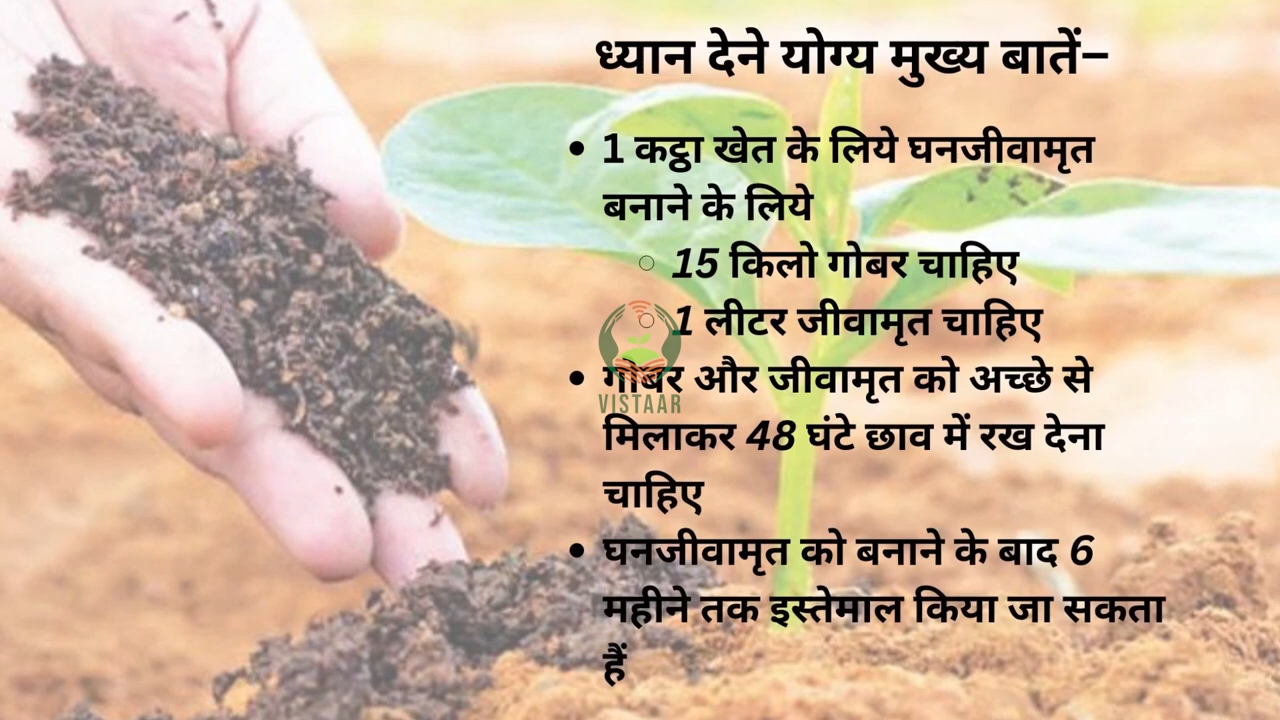 ध्यान देने योग्य मुख्य बातें–
• 1 कट्ठा खेत के लिये घनजीवामृत
बनाने के लिये
○ 15 किलो गोबर चाहिए
○ 1 लीटर जीवामृत चाहिए
• गोबर और जीवामृत को अच्छे से
VISTAAR
मिलाकर 48 घंटे छाव में रख देना
चाहिए
• घनजीवामृत को बनाने के बाद 6
महीने तक इस्तेमाल किया जा सकता
हैं